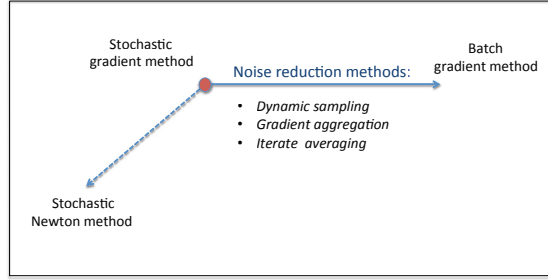 Stochastic
gradient method
Batch
gradient method
Noise reduction methods:
• Dynamic sampling
• Gradient aggregation
• Iterate averaging
Stochastic
Newton method